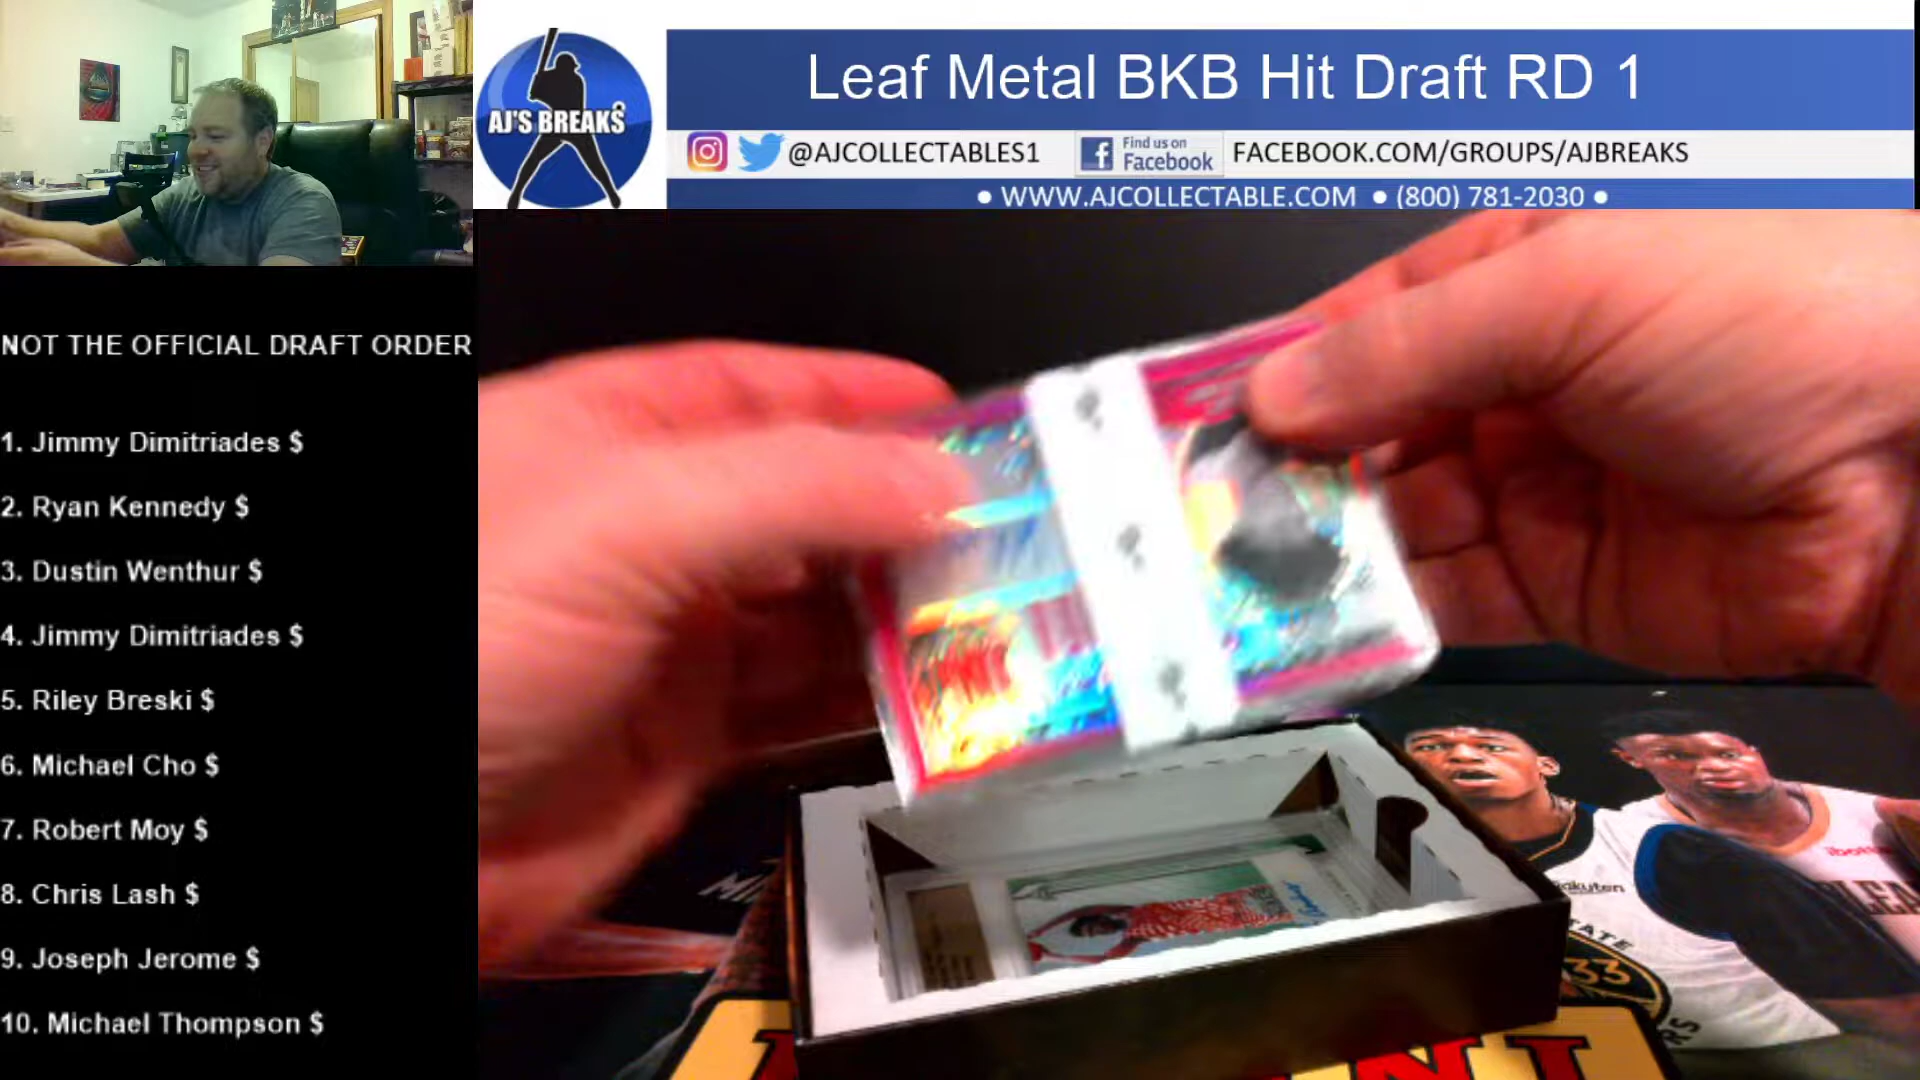 Leaf Metal BKB Hit Draft RD 1
AJ'S BREAKS
@AJCOLLECTABLES1
Find us on
Facebook
FACEBOOK.COM/GROUPS/AJBREAKS
• WWW.AJCOLLECTABLE.COM • (800) 781-2030 •
NOT THE OFFICIAL DRAFT ORDER
1. Jimmy Dimitriades $
2. Ryan Kennedy $
3. Dustin Wenthur $
4. Jimmy Dimitriades $
5. Riley Breski $
6. Michael Cho $
7. Robert Moy $
8. Chris Lash $
9. Joseph Jerome $
10. Michael Thompson $
Rakuten
STATE
33